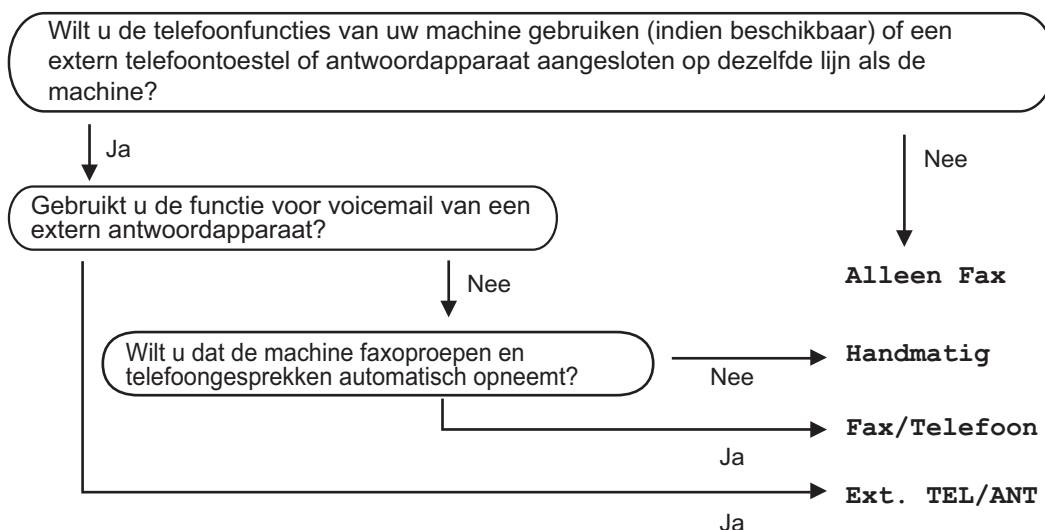 Wilt u de telefoonfuncties van uw machine gebruiken (indien beschikbaar) of een
extern telefoontoestel of antwoordapparaat aangesloten op dezelfde lijn als de
machine?
Ja
Nee
Gebruikt u de functie voor voicemail van een
extern antwoordapparaat?
Nee
Alleen Fax
Wilt u dat de machine faxoproepen en
telefoongesprekken automatisch opneemt?
Nee
Handmatig
Ja
Fax/Telefoon
Ja
Ext. TEL/ANT